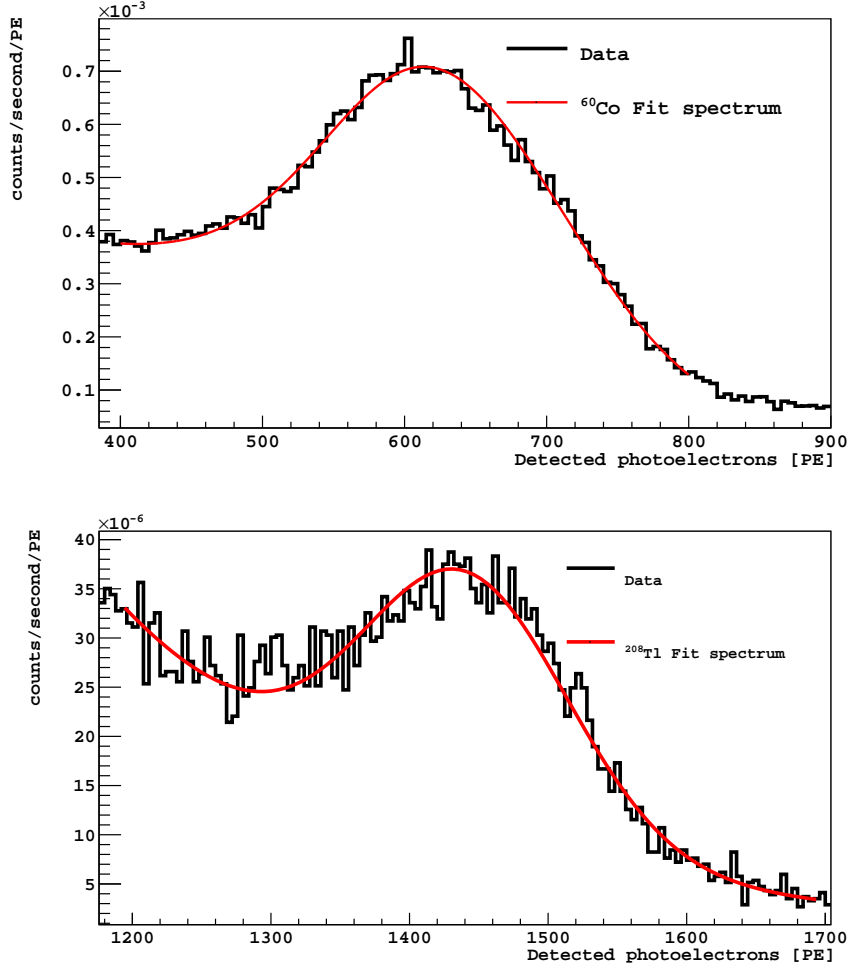 ×10⁻³
counts/second/PE
Data
⁶⁰Co Fit spectrum
0.7
0.6
0.5
0.4
0.3
0.2
0.1
400 500 600 700 800 900
Detected photoelectrons [PE]
×10⁻⁶
counts/second/PE
Data
²⁰⁸Tl Fit spectrum
40
35
30
25
20
15
10
5
1200 1300 1400 1500 1600 1700
Detected photoelectrons [PE]